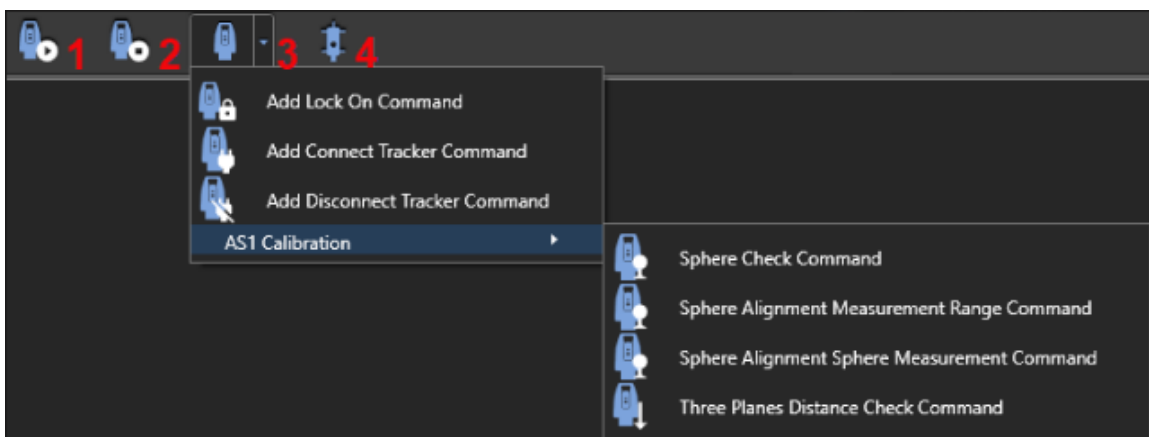 1 2 3 4
Add Lock On Command
Add Connect Tracker Command
Add Disconnect Tracker Command
AS1 Calibration
Sphere Check Command
Sphere Alignment Measurement Range Command
Sphere Alignment Sphere Measurement Command
Three Planes Distance Check Command